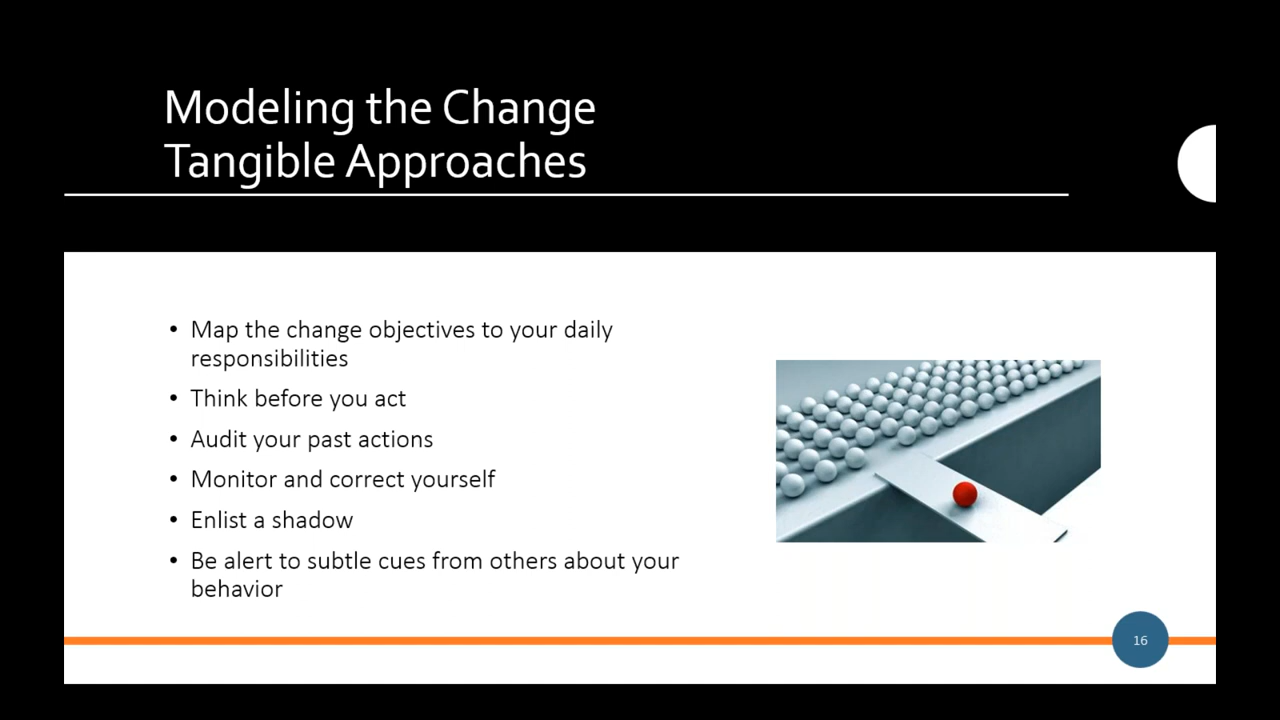 Modeling the Change
Tangible Approaches
• Map the change objectives to your daily
responsibilities
• Think before you act
• Audit your past actions
• Monitor and correct yourself
• Enlist a shadow
• Be alert to subtle cues from others about your
behavior
16